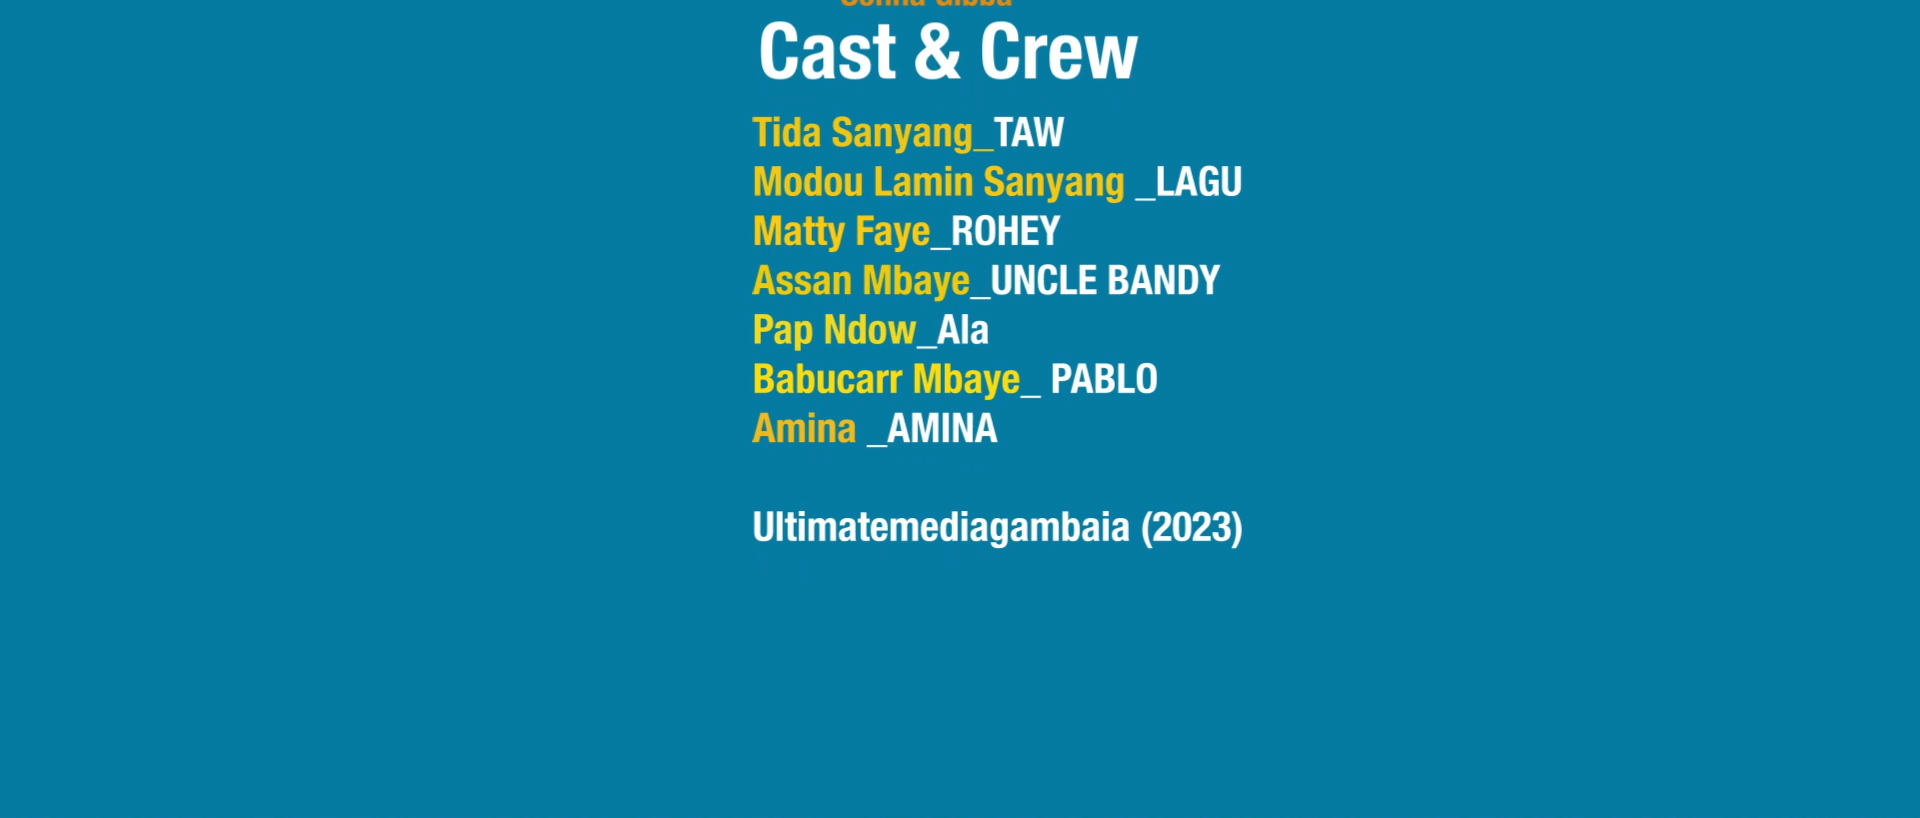 Cast & Crew
Tida Sanyang_TAW
Modou Lamin Sanyang _LAGU
Matty Faye_ROHEY
Assan Mbaye_UNCLE BANDY
Pap Ndow_Ala
Babucarr Mbaye_ PABLO
Amina _AMINA
Ultimatemediagambaia (2023)